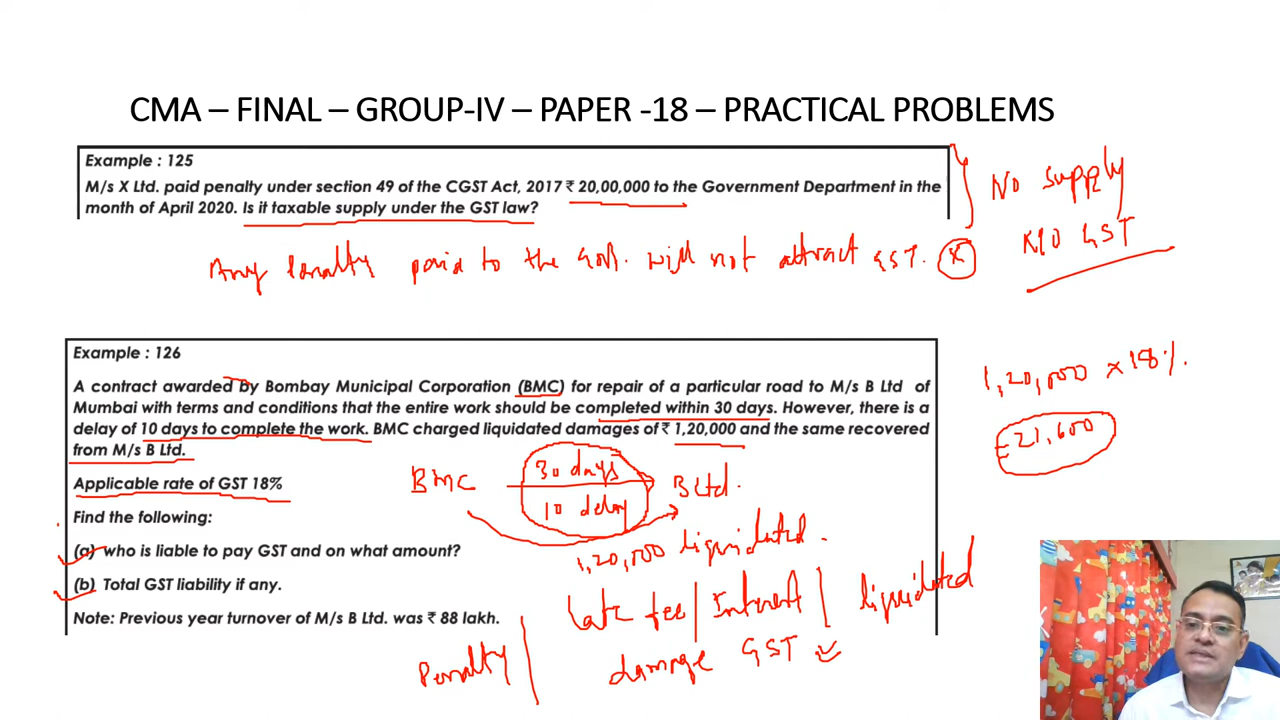 CMA – FINAL – GROUP-IV – PAPER -18 – PRACTICAL PROBLEMS
Example : 125
M/s X Ltd. paid penalty under section 49 of the CGST Act, 2017 ₹ 20,00,000 to the Government Department in the
month of April 2020. Is it taxable supply under the GST law?
No supply
No GST
Any penalty paid to the Govt. will not attract GST.
Example : 126
A contract awarded by Bombay Municipal Corporation (BMC) for repair of a particular road to M/s B Ltd of
Mumbai with terms and conditions that the entire work should be completed within 30 days. However, there is a
delay of 10 days to complete the work. BMC charged liquidated damages of ₹ 1,20,000 and the same recovered
from M/s B Ltd.
1,20,000 x 18%.
= 21,600
Applicable rate of GST 18%
BMC 30 days B Ltd.
10 delay
Find the following:
(a) who is liable to pay GST and on what amount?
1,20,000 liquidated.
(b) Total GST liability if any.
Note: Previous year turnover of M/s B Ltd. was ₹ 88 lakh.
Penalty | late fee | Interest | liquidated
damage GST